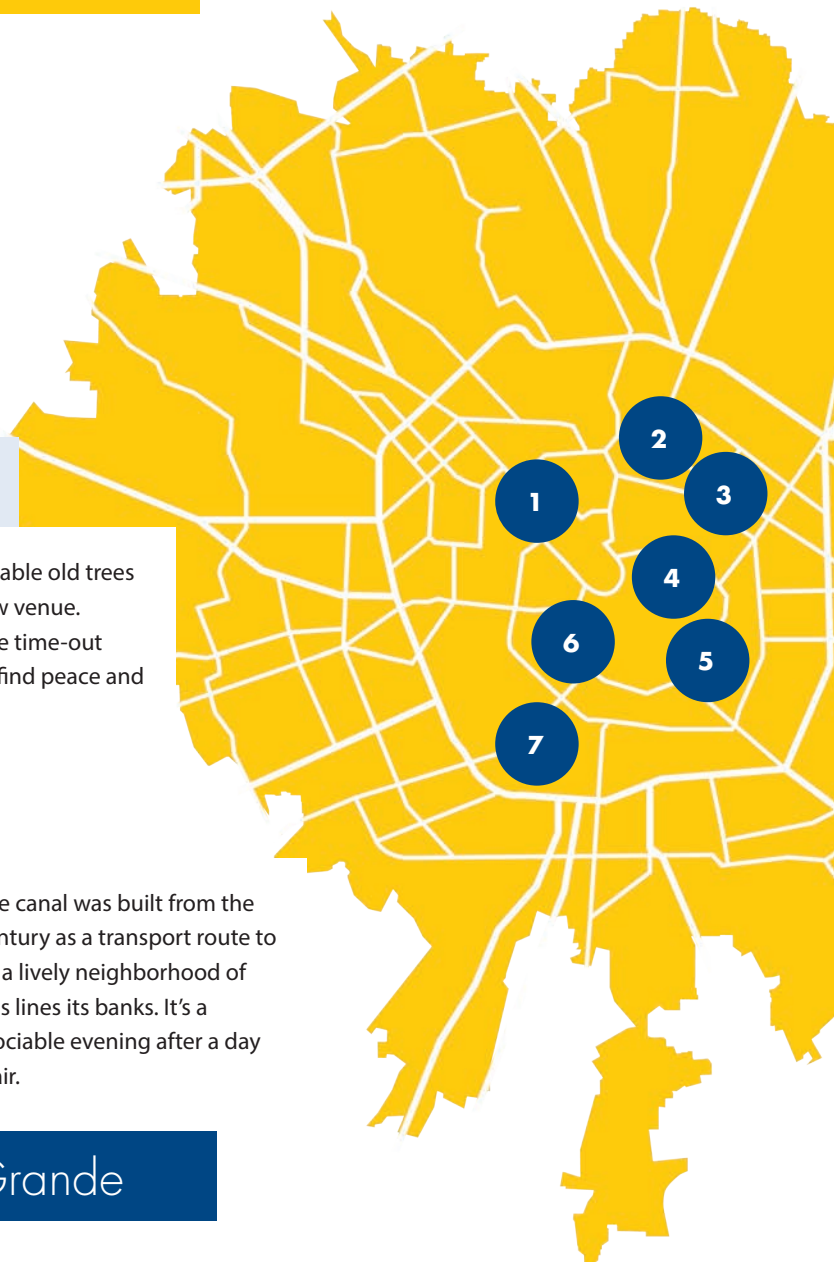 2
3
1
4
able old trees
venue.
e time-out
find peace and
6
5
7
e canal was built from the
ntury as a transport route to
a lively neighborhood of
s lines its banks. It's a
ociable evening after a day
air.
Grande